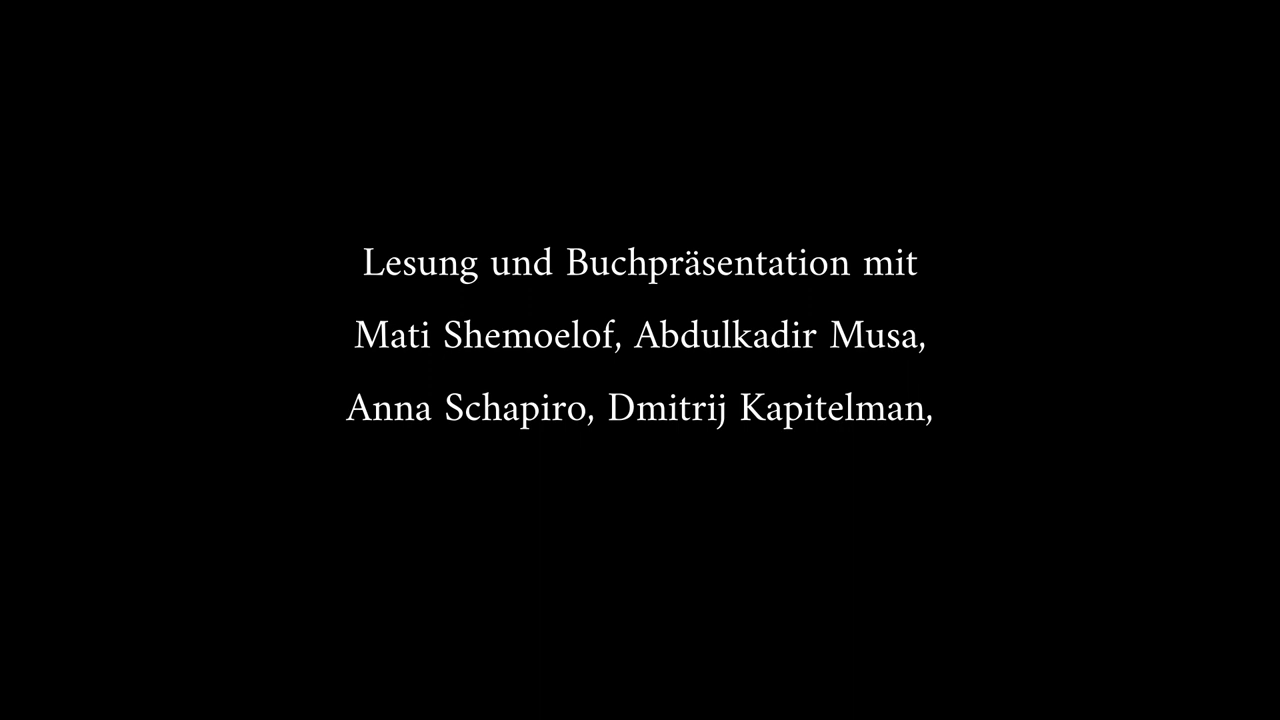 Lesung und Buchpräsentation mit
Mati Shemoelof, Abdulkadir Musa,
Anna Schapiro, Dmitrij Kapitelman,